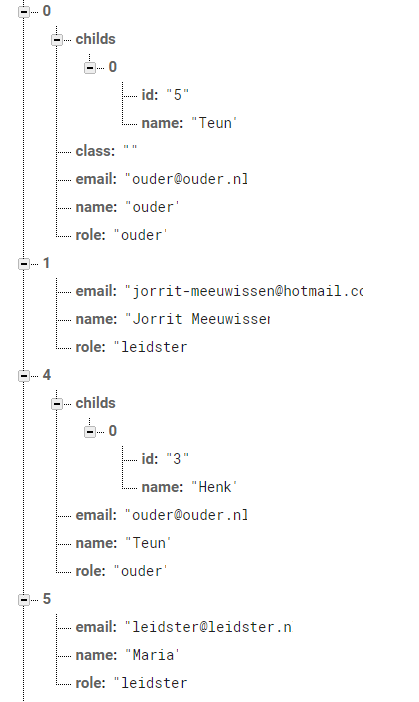 0
childs
0
id: "5"
name: "Teun'
class: ""
email: "ouder@ouder.nl
name: "ouder'
role: "ouder'
1
email: "jorrit-meeuwissen@hotmail.cc
name: "Jorrit Meeuwissen
role: "leidster
4
childs
0
id: "3"
name: "Henk'
email: "ouder@ouder.nl
name: "Teun'
role: "ouder'
5
email: "leidster@leidster.n
name: "Maria'
role: "leidster